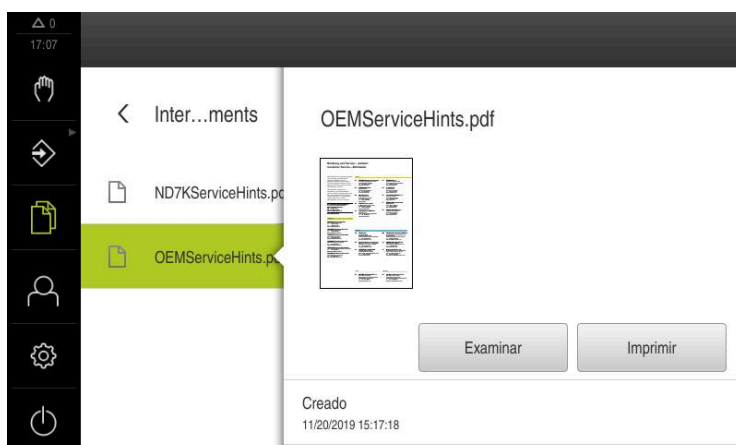 0
17:07
Inter...ments
ND7KServiceHints.pd
OEMServiceHints.p
OEMServiceHints.pdf
Examinar
Imprimir
Creado
11/20/2019 15:17:18